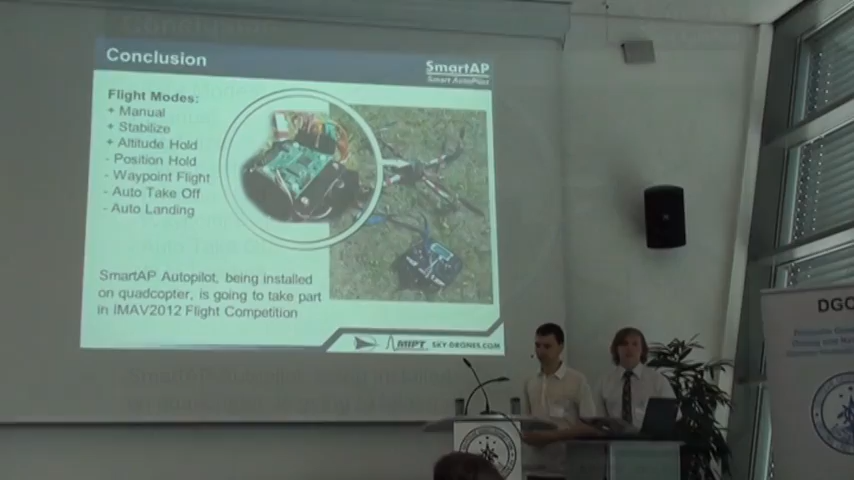 Conclusion
SmartAP
Smart AutoPilot
Flight Modes:
+ Manual
+ Stabilize
+ Altitude Hold
- Position Hold
- Waypoint Flight
- Auto Take Off
- Auto Landing
SmartAP Autopilot, being installed
on quadcopter, is going to take part
in IMAV2012 Flight Competition
MIPT SKY-DRONES.COM
DGO